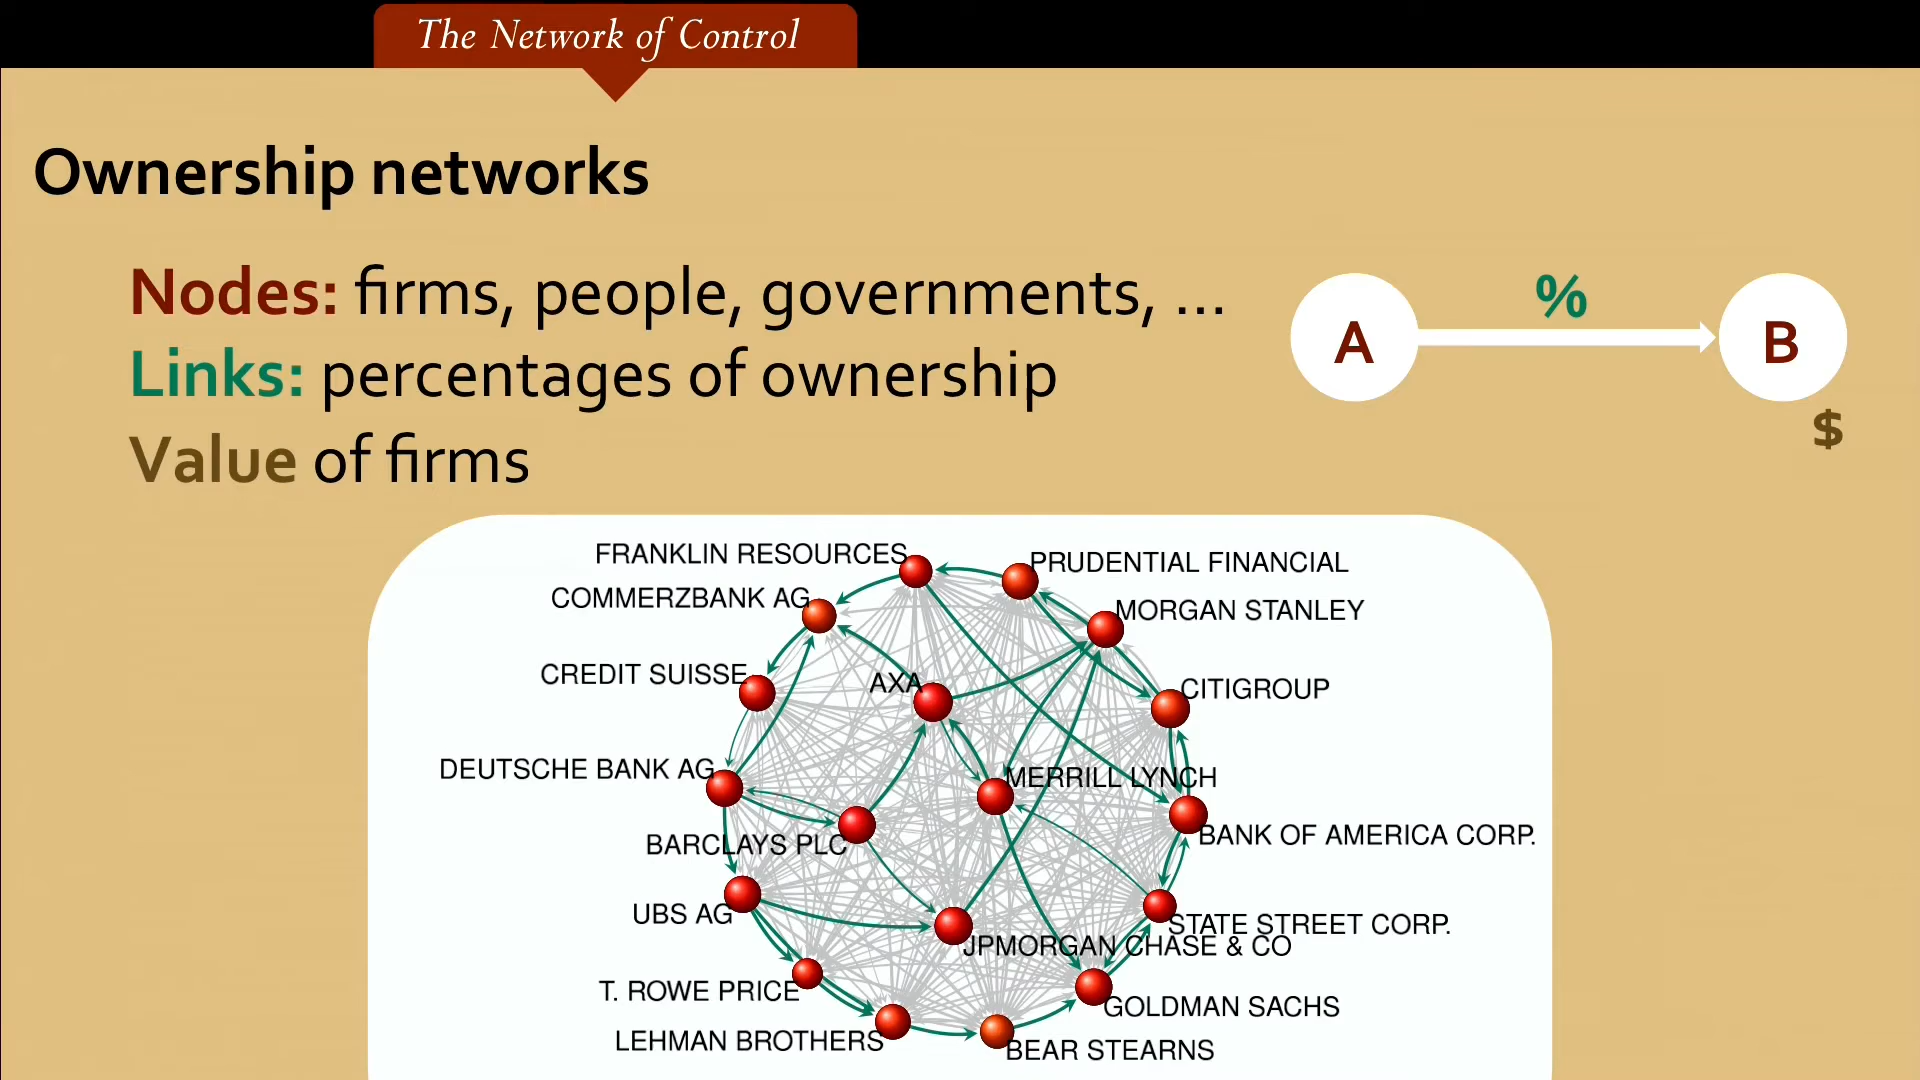 The Network of Control
Ownership networks
Nodes: firms, people, governments, ...
Links: percentages of ownership
Value of firms
A
%
B
$
FRANKLIN RESOURCES
PRUDENTIAL FINANCIAL
COMMERZBANK AG
MORGAN STANLEY
CREDIT SUISSE
AXA
CITIGROUP
DEUTSCHE BANK AG
MERRILL LYNCH
BARCLAYS PLC
BANK OF AMERICA CORP.
UBS AG
STATE STREET CORP.
JPMORGAN CHASE & CO
T. ROWE PRICE
GOLDMAN SACHS
LEHMAN BROTHERS
BEAR STEARNS